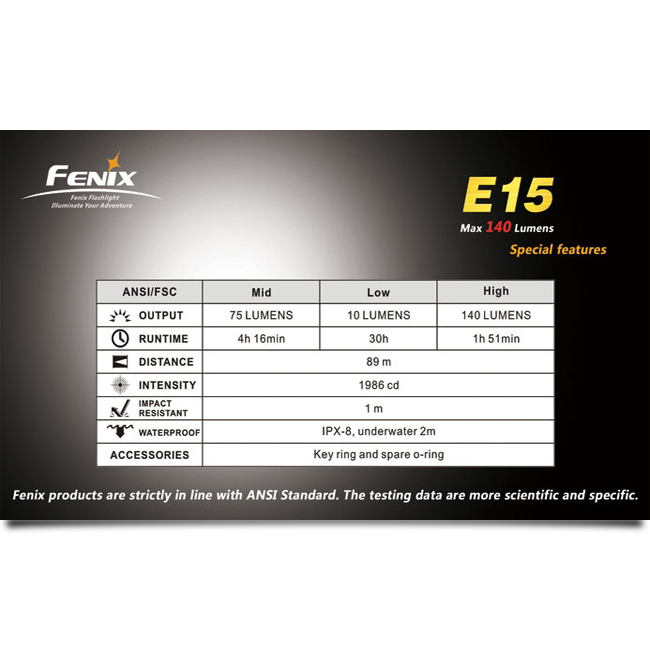 FENIX
Fenix Flashlight
Illuminate Your Adventure
E15
Max 140 Lumens
Special features
ANSI/FSC Mid Low High
OUTPUT 75 LUMENS 10 LUMENS 140 LUMENS
RUNTIME 4h 16min 30h 1h 51min
DISTANCE 89 m
INTENSITY 1986 cd
IMPACT
RESISTANT 1 m
WATERPROOF IPX-8, underwater 2m
ACCESSORIES Key ring and spare o-ring
Fenix products are strictly in line with ANSI Standard. The testing data are more scientific and specific.